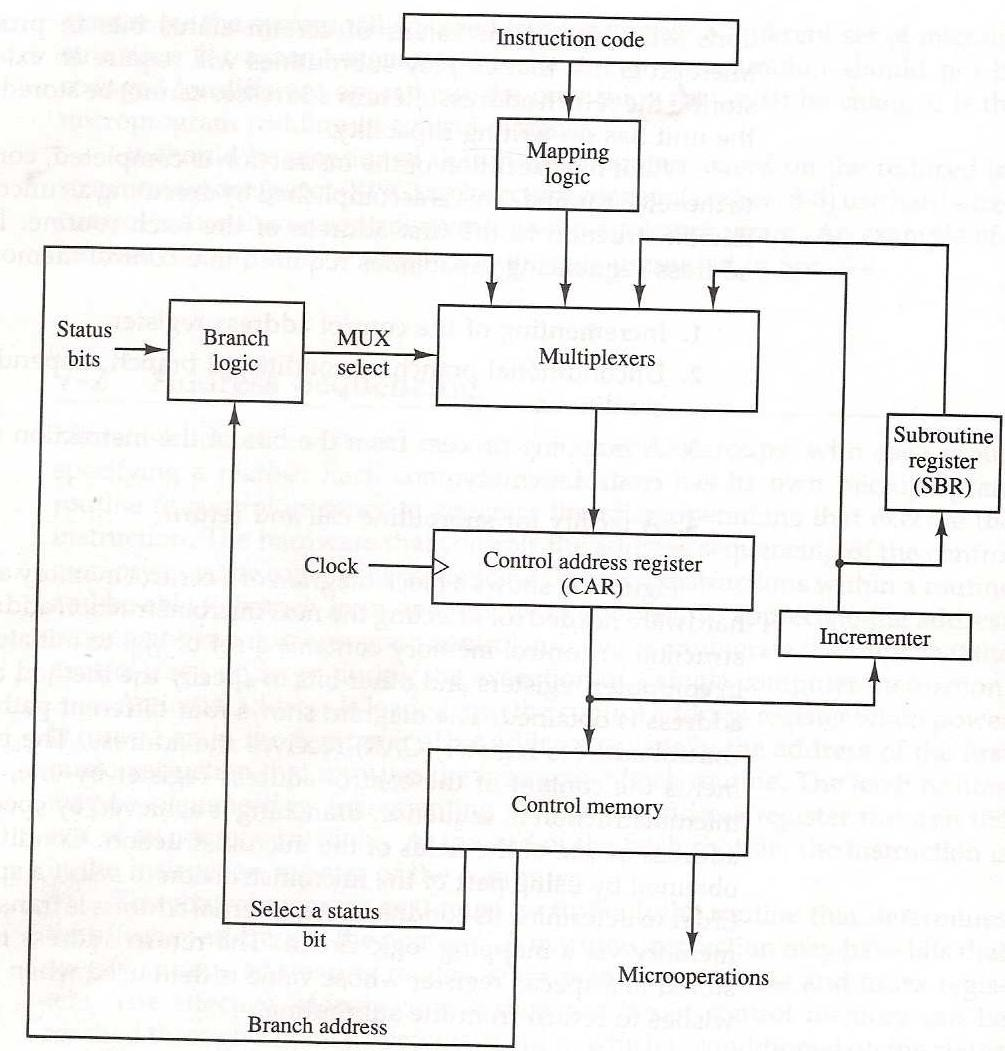 Instruction code
Mapping
logic
Status
bits
Branch
logic
MUX
select
Multiplexers
Subroutine
register
(SBR)
Clock
Control address register
(CAR)
Incrementer
Control memory
Select a status
bit
Microoperations
Branch address